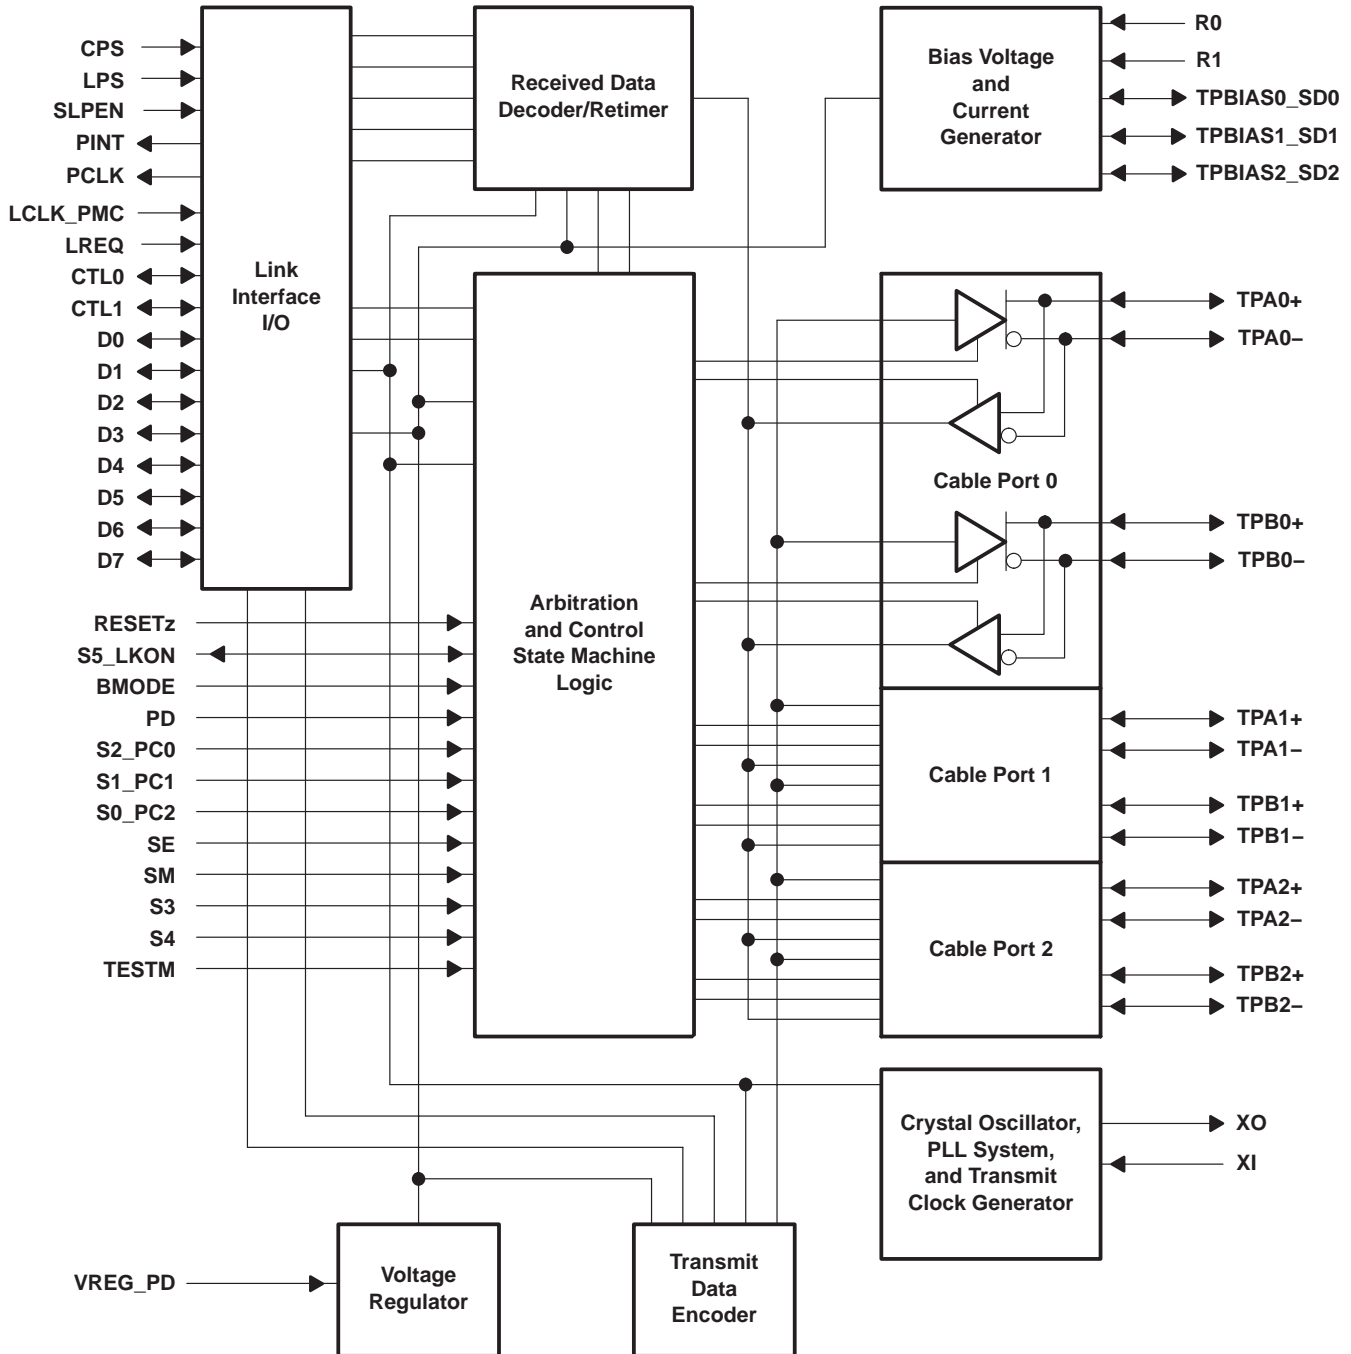 CPS
LPS
SLPEN
PINT
PCLK
LCLK_PMC
LREQ
CTL0
CTL1
D0
D1
D2
D3
D4
D5
D6
D7
Link
Interface
I/O
Received Data
Decoder/Retimer
Bias Voltage
and
Current
Generator
R0
R1
TPBIAS0_SD0
TPBIAS1_SD1
TPBIAS2_SD2
RESETz
S5_LKON
BMODE
PD
S2_PC0
S1_PC1
S0_PC2
SE
SM
S3
S4
TESTM
Arbitration
and Control
State Machine
Logic
Cable Port 0
TPA0+
TPA0–
TPB0+
TPB0–
Cable Port 1
TPA1+
TPA1–
TPB1+
TPB1–
Cable Port 2
TPA2+
TPA2–
TPB2+
TPB2–
Crystal Oscillator,
PLL System,
and Transmit
Clock Generator
XO
XI
VREG_PD
Voltage
Regulator
Transmit
Data
Encoder